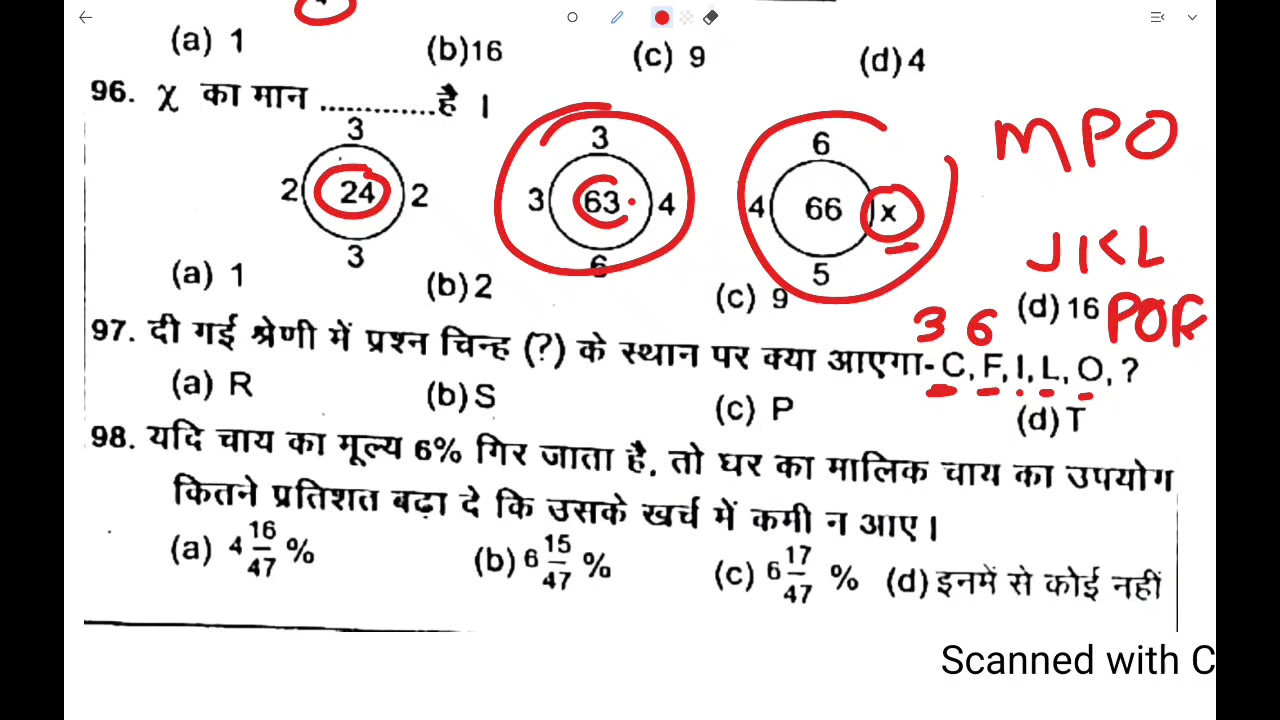 (a) 1 (b)16 (c) 9 (d)4
96. χ का मान .............है ।
3 3 6 MPO
2 24 2 3 63 4 4 66 x
3 6 5 JKL
(a) 1 (b)2 (c) 9 (d)16
3 6
97. दी गई श्रेणी में प्रश्न चिन्ह (?) के स्थान पर क्या आएगा- C, F, I, L, O, ?
(a) R (b)S (c) P (d)T
98. यदि चाय का मूल्य 6% गिर जाता है, तो घर का मालिक चाय का उपयोग
कितने प्रतिशत बढ़ा दे कि उसके खर्च में कमी न आए ।
(a) 4 16/47 % (b) 6 15/47 % (c) 6 17/47 % (d) इनमें से कोई नहीं
Scanned with C